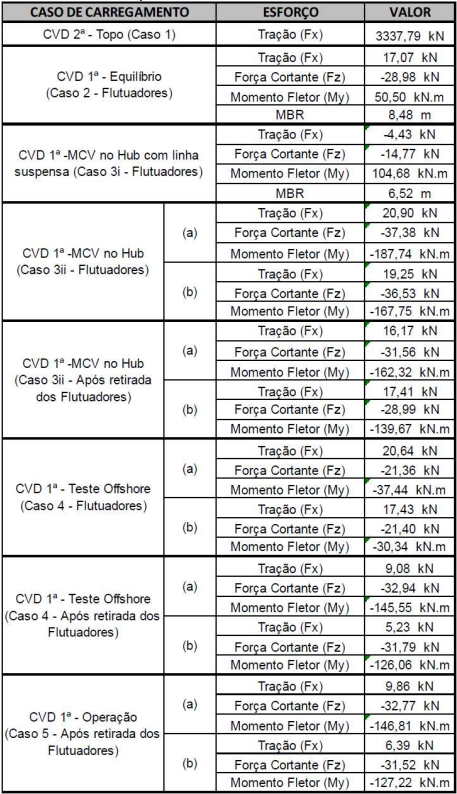 CASO DE CARREGAMENTO ESFORÇO VALOR
CVD 2ª - Topo (Caso 1) Tração (Fx) 3337,79 kN
CVD 1ª - Equilíbrio
(Caso 2 - Flutuadores)
Tração (Fx) 17,07 kN
Força Cortante (Fz) -28,98 kN
Momento Fletor (My) 50,50 kN.m
MBR 8,48 m
CVD 1ª -MCV no Hub com linha
suspensa (Caso 3i - Flutuadores)
Tração (Fx) -4,43 kN
Força Cortante (Fz) -14,77 kN
Momento Fletor (My) 104,68 kN.m
MBR 6,52 m
CVD 1ª -MCV no Hub
(Caso 3ii - Flutuadores)
(a)
Tração (Fx) 20,90 kN
Força Cortante (Fz) -37,38 kN
Momento Fletor (My) -187,74 kN.m
(b)
Tração (Fx) 19,25 kN
Força Cortante (Fz) -36,53 kN
Momento Fletor (My) -167,75 kN.m
CVD 1ª -MCV no Hub
(Caso 3ii - Após retirada
dos Flutuadores)
(a)
Tração (Fx) 16,17 kN
Força Cortante (Fz) -31,56 kN
Momento Fletor (My) -162,32 kN.m
(b)
Tração (Fx) 17,41 kN
Força Cortante (Fz) -28,99 kN
Momento Fletor (My) -139,67 kN.m
CVD 1ª - Teste Offshore
(Caso 4 - Flutuadores)
(a)
Tração (Fx) 20,64 kN
Força Cortante (Fz) -21,36 kN
Momento Fletor (My) -37,44 kN.m
(b)
Tração (Fx) 17,43 kN
Força Cortante (Fz) -21,40 kN
Momento Fletor (My) -30,34 kN.m
CVD 1ª - Teste Offshore
(Caso 4 - Após retirada dos
Flutuadores)
(a)
Tração (Fx) 9,08 kN
Força Cortante (Fz) -32,94 kN
Momento Fletor (My) -145,55 kN.m
(b)
Tração (Fx) 5,23 kN
Força Cortante (Fz) -31,79 kN
Momento Fletor (My) -126,06 kN.m
CVD 1ª - Operação
(Caso 5 - Após retirada dos
Flutuadores)
(a)
Tração (Fx) 9,86 kN
Força Cortante (Fz) -32,77 kN
Momento Fletor (My) -146,81 kN.m
(b)
Tração (Fx) 6,39 kN
Força Cortante (Fz) -31,52 kN
Momento Fletor (My) -127,22 kN.m